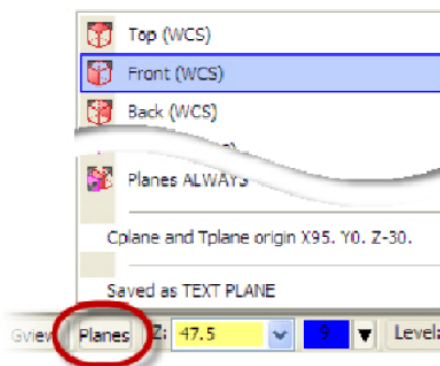 Top (WCS)
Front (WCS)
Back (WCS)
Planes ALWAYS
Cplane and Tplane origin X95. Y0. Z-30.
Saved as TEXT PLANE
Gview Planes Z: 47.5 9 Level: